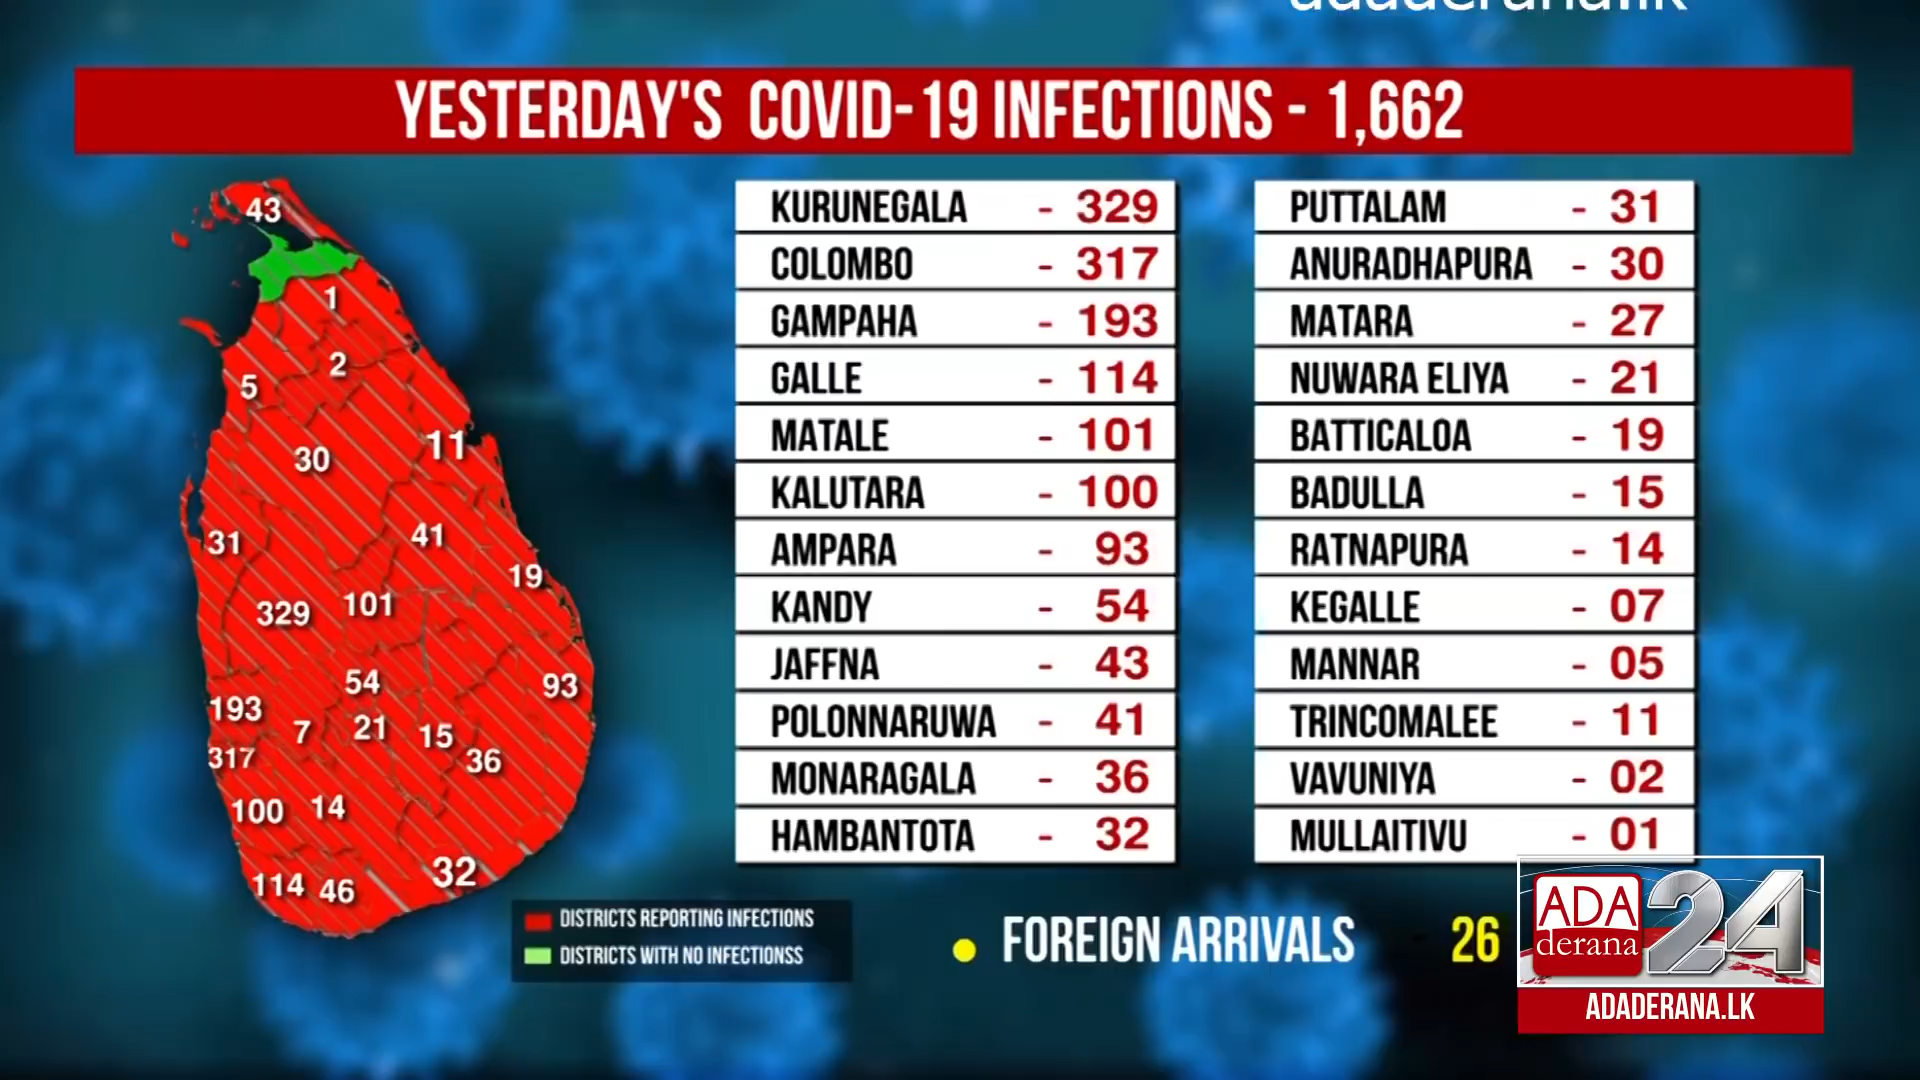 adaderana.lk
YESTERDAY'S COVID-19 INFECTIONS - 1,662
43
1
2
5
11
30
41
31
19
329
101
54
93
193
7
21
15
317
36
100
14
114
46
32
KURUNEGALA - 329
COLOMBO - 317
GAMPAHA - 193
GALLE - 114
MATALE - 101
KALUTARA - 100
AMPARA - 93
KANDY - 54
JAFFNA - 43
POLONNARUWA - 41
MONARAGALA - 36
HAMBANTOTA - 32
PUTTALAM - 31
ANURADHAPURA - 30
MATARA - 27
NUWARA ELIYA - 21
BATTICALOA - 19
BADULLA - 15
RATNAPURA - 14
KEGALLE - 07
MANNAR - 05
TRINCOMALEE - 11
VAVUNIYA - 02
MULLAITIVU - 01
DISTRICTS REPORTING INFECTIONS
DISTRICTS WITH NO INFECTIONSS
FOREIGN ARRIVALS 26
ADA
derana
24
ADADERANA.LK